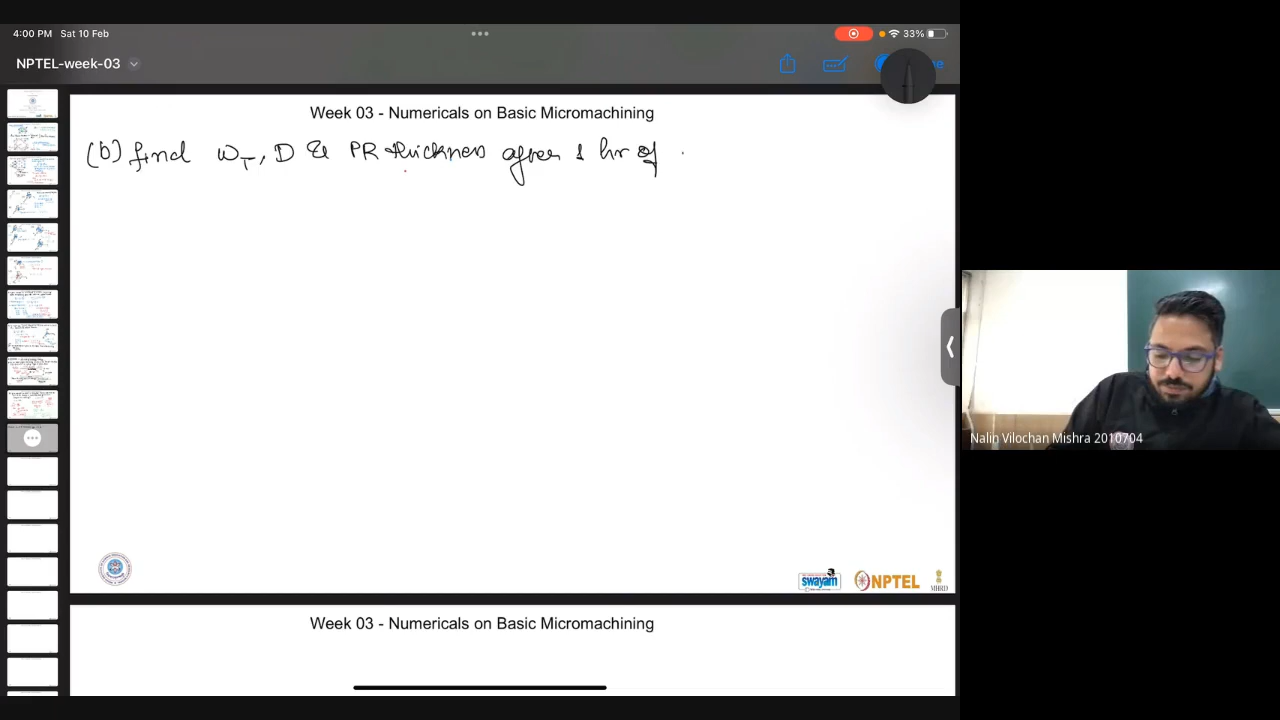 4:00 PM Sat 10 Feb
33%
NPTEL-week-03
Week 03 - Numericals on Basic Micromachining
(b) find W_T, D & PR thickness after 1 hr of
swayam
NPTEL
MHRD
Week 03 - Numericals on Basic Micromachining
Nalin Vilochan Mishra 2010704